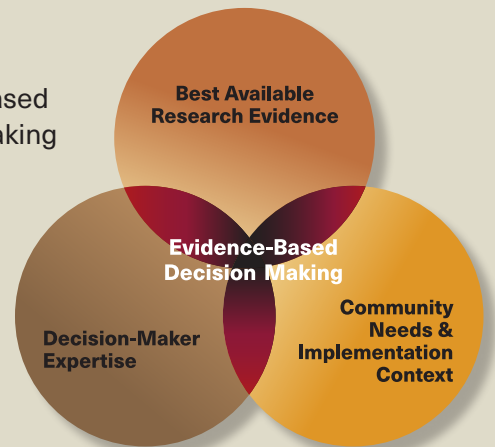 Best Available
Research Evidence
Evidence-Based
Decision Making
Decision-Maker
Expertise
Community
Needs &
Implementation
Context